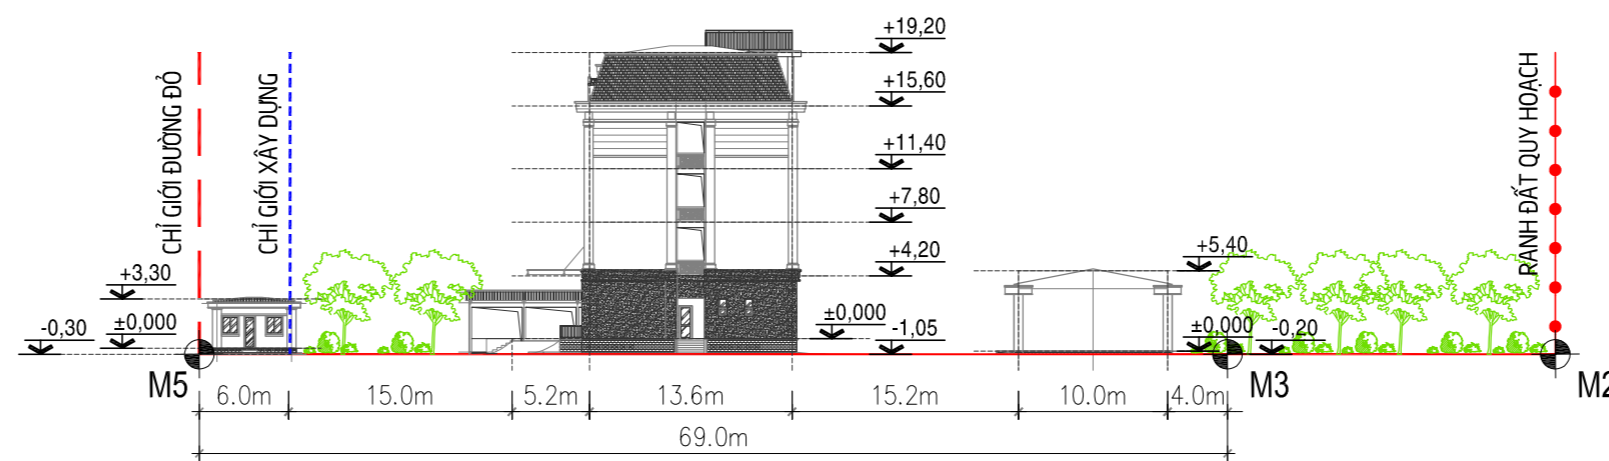 +19,20
+15,60
+11,40
+7,80
+4,20
±0,000
-1,05
CHỈ GIỚI ĐƯỜNG ĐỎ
CHỈ GIỚI XÂY DỰNG
RANH ĐẤT QUY HOẠCH
+3,30
±0,000
-0,30
+5,40
±0,000
-0,20
M5
M3
M2
6.0m
15.0m
5.2m
13.6m
15.2m
10.0m
4.0m
69.0m